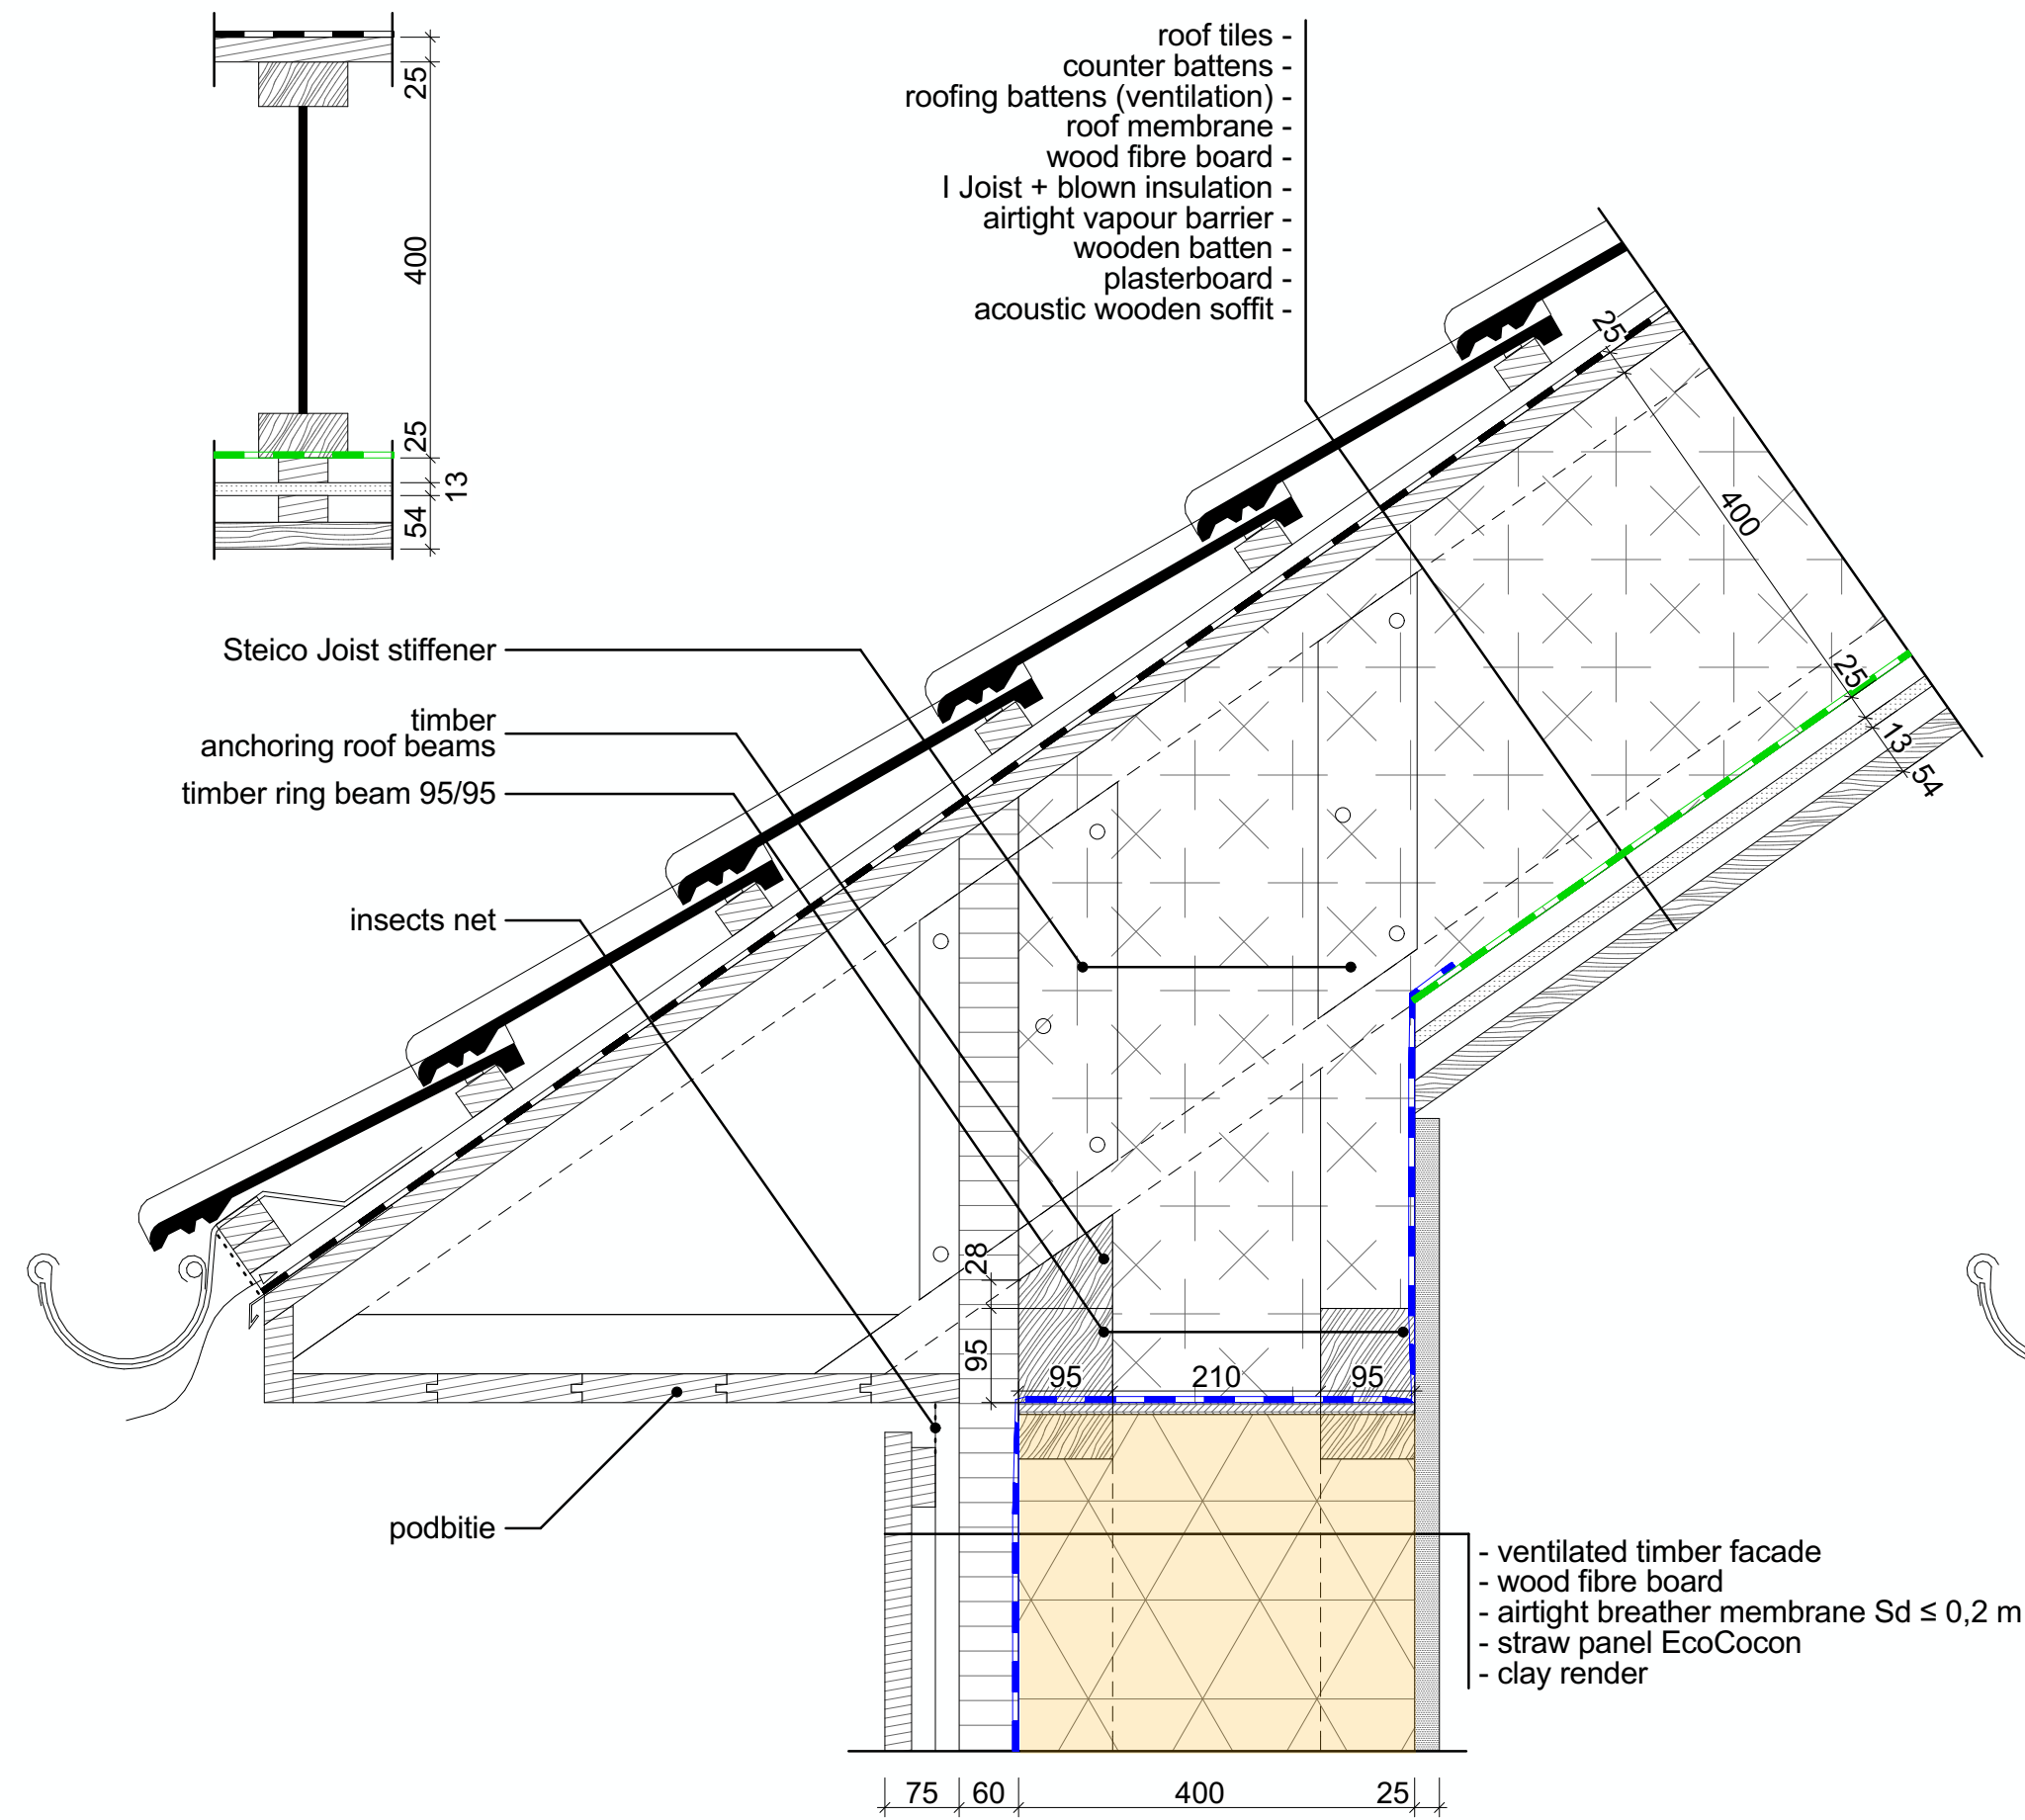 25
400
25
13
54
roof tiles -
counter battens -
roofing battens (ventilation) -
roof membrane -
wood fibre board -
I Joist + blown insulation -
airtight vapour barrier -
wooden batten -
plasterboard -
acoustic wooden soffit -
25
400
25
13
54
Steico Joist stiffener
timber
anchoring roof beams
timber ring beam 95/95
insects net
28
95
95
210
95
podbitie
- ventilated timber facade
- wood fibre board
- airtight breather membrane Sd ≤ 0,2 m
- straw panel EcoCocon
- clay render
75
60
400
25